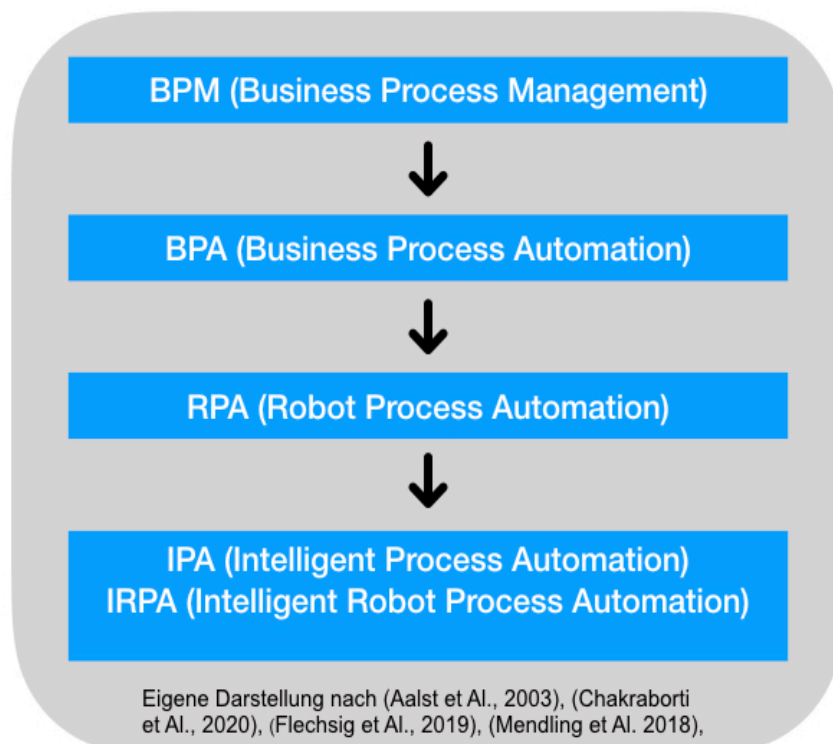 BPM (Business Process Management)
BPA (Business Process Automation)
RPA (Robot Process Automation)
IPA (Intelligent Process Automation)
IRPA (Intelligent Robot Process Automation)
Eigene Darstellung nach (Aalst et Al., 2003), (Chakraborti
et Al., 2020), (Flechsig et Al., 2019), (Mendling et Al. 2018),